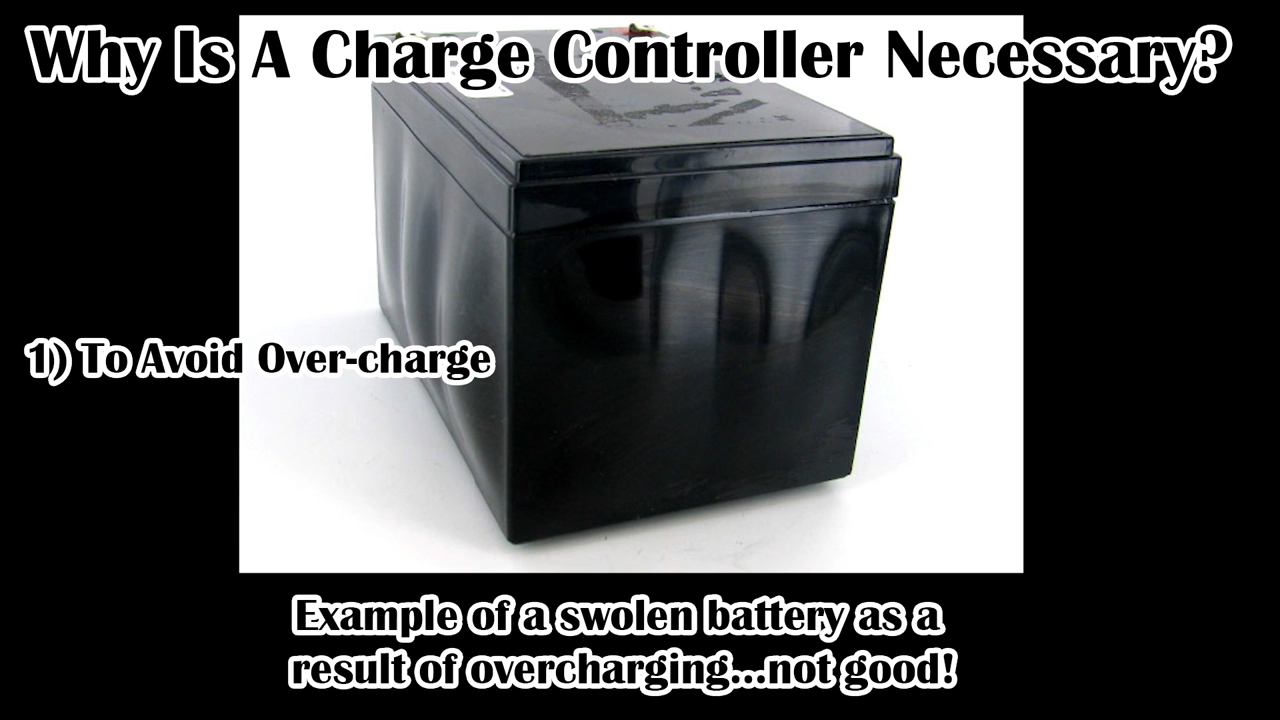 Why Is A Charge Controller Necessary?
1) To Avoid Over-charge
Example of a swolen battery as a
result of overcharging...not good!